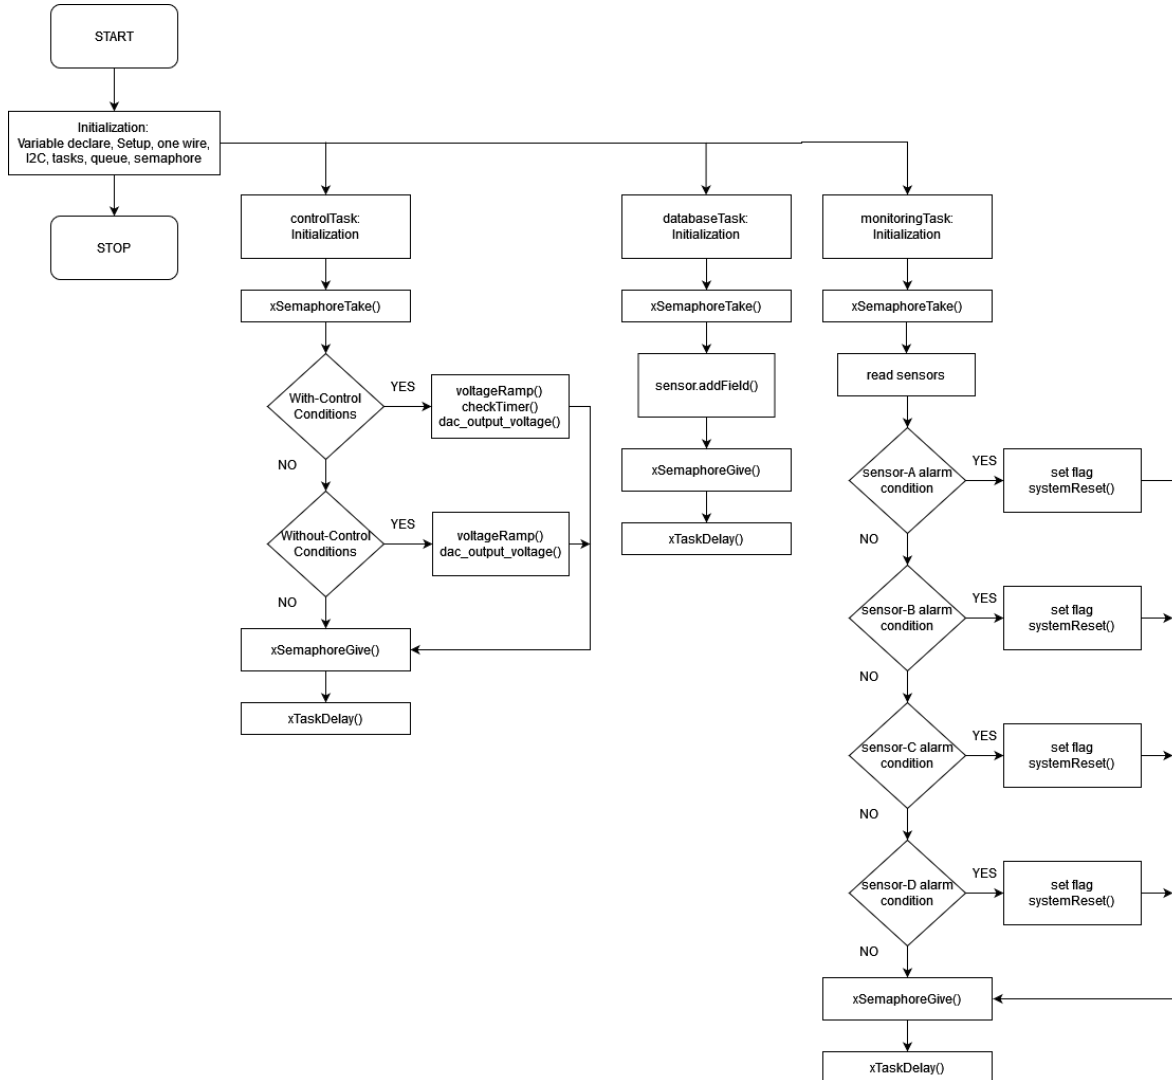 START
Initialization:
Variable declare, Setup, one wire,
I2C, tasks, queue, semaphore
STOP
controlTask:
Initialization
xSemaphoreTake()
With-Control
Conditions
YES
voltageRamp()
checkTimer()
dac_output_voltage()
NO
Without-Control
Conditions
YES
voltageRamp()
dac_output_voltage()
NO
xSemaphoreGive()
xTaskDelay()
databaseTask:
Initialization
xSemaphoreTake()
sensor.addField()
xSemaphoreGive()
xTaskDelay()
monitoringTask:
Initialization
xSemaphoreTake()
read sensors
sensor-A alarm
condition
YES
set flag
systemReset()
NO
sensor-B alarm
condition
YES
set flag
systemReset()
NO
sensor-C alarm
condition
YES
set flag
systemReset()
NO
sensor-D alarm
condition
YES
set flag
systemReset()
NO
xSemaphoreGive()
xTaskDelay()